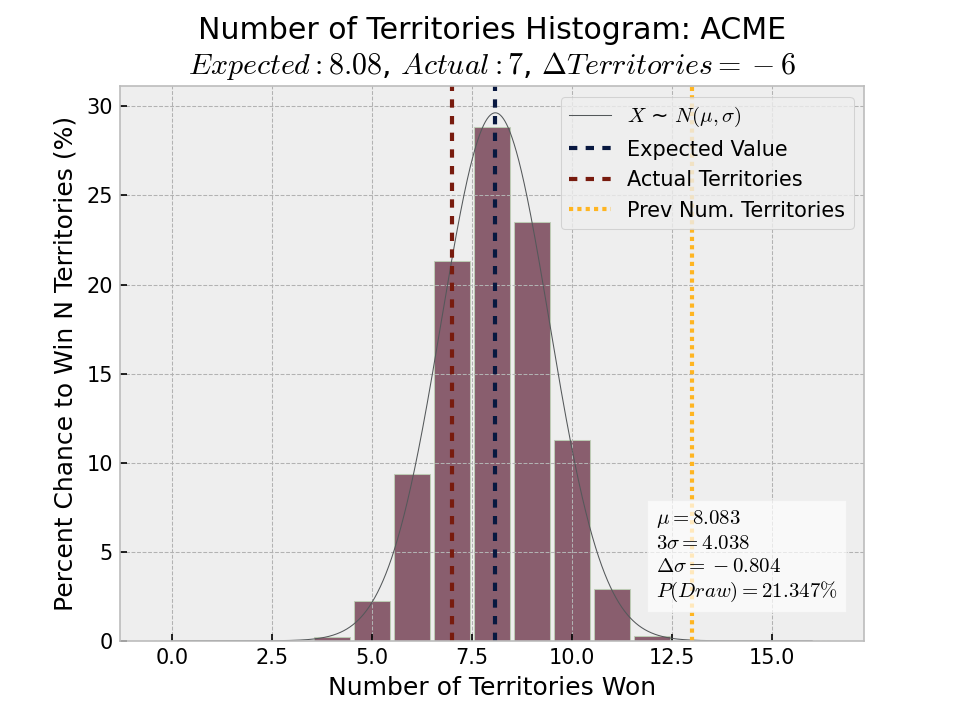 Number of Territories Histogram: ACME
Expected: 8.08, Actual: 7, ΔTerritories = −6
Percent Chance to Win N Territories (%)
30
25
20
15
10
5
0
X ~ N(μ, σ)
Expected Value
Actual Territories
Prev Num. Territories
μ = 8.083
3σ = 4.038
Δσ = −0.804
P(Draw) = 21.347%
0.0 2.5 5.0 7.5 10.0 12.5 15.0
Number of Territories Won